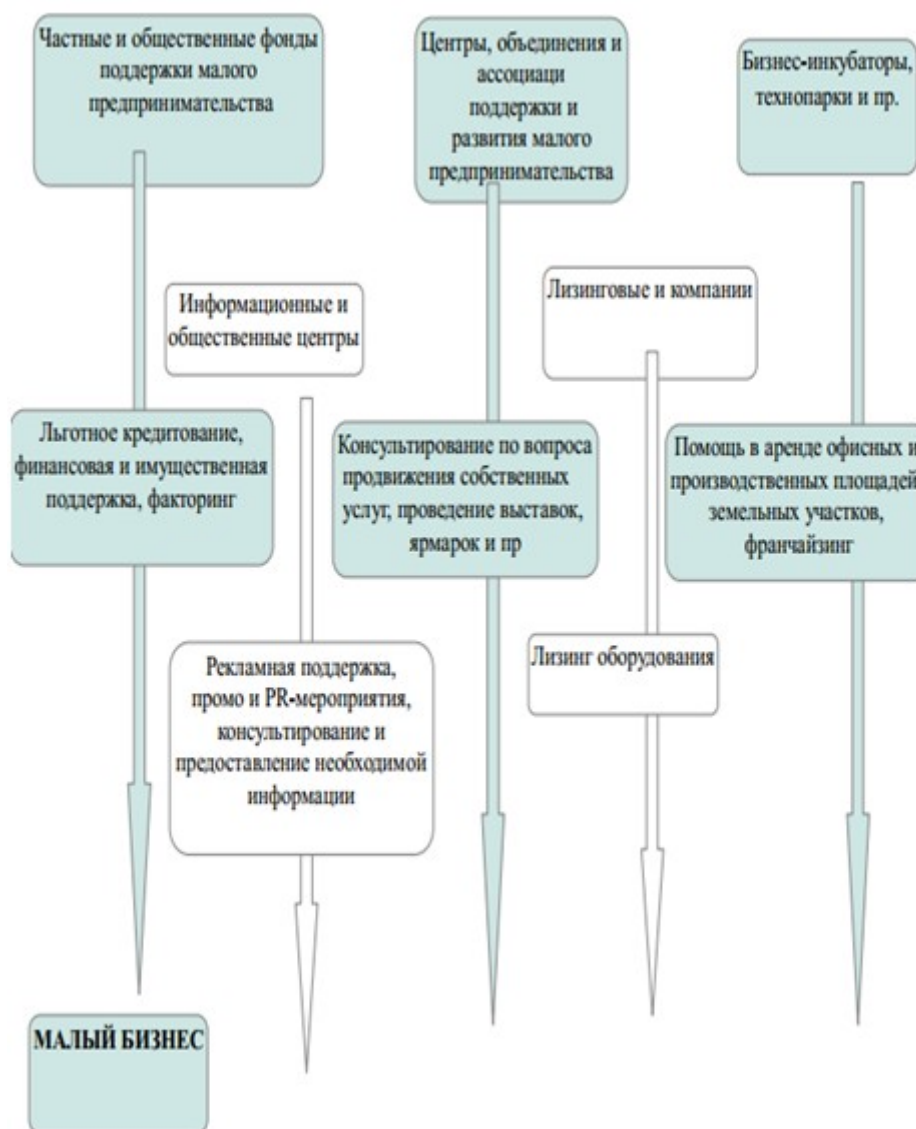 Частные и общественные фонды
поддержки малого
предпринимательства
Центры, объединения и
ассоциаци
поддержки и
развития малого
предпринимательства
Бизнес-инкубаторы,
технопарки и пр.
Информационные и
общественные центры
Лизинговые и компании
Льготное кредитование,
финансовая и имущественная
поддержка, факторинг
Консультирование по вопроса
продвижения собственных
услуг, проведение выставок,
ярмарок и пр
Помощь в аренде офисных и
производственных площадей
земельных участков,
франчайзинг
Рекламная поддержка,
промо и PR-мероприятия,
консультирование и
предоставление необходимой
информации
Лизинг оборудования
МАЛЫЙ БИЗНЕС